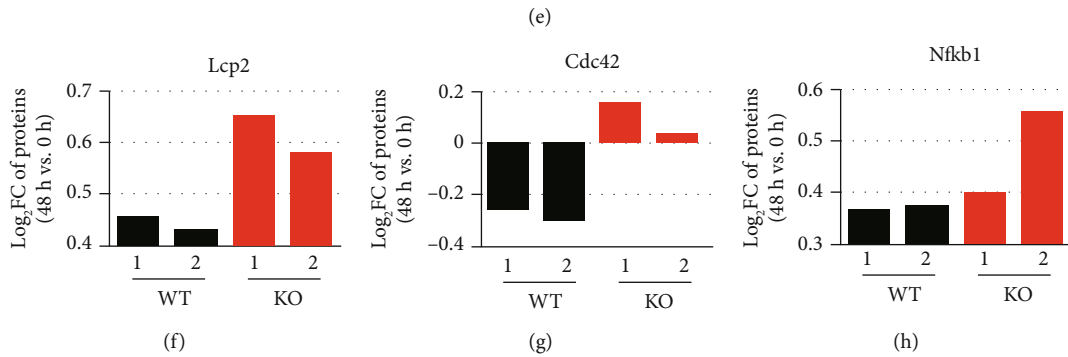 (e)
Lcp2
Log₂FC of proteins
(48 h vs. 0 h)
0.7
0.6
0.5
0.4
1 2 1 2
WT KO
(f)
Cdc42
Log₂FC of proteins
(48 h vs. 0 h)
0.2
0
−0.2
−0.4
1 2 1 2
WT KO
(g)
Nfkb1
Log₂FC of proteins
(48 h vs. 0 h)
0.6
0.5
0.4
0.3
1 2 1 2
WT KO
(h)